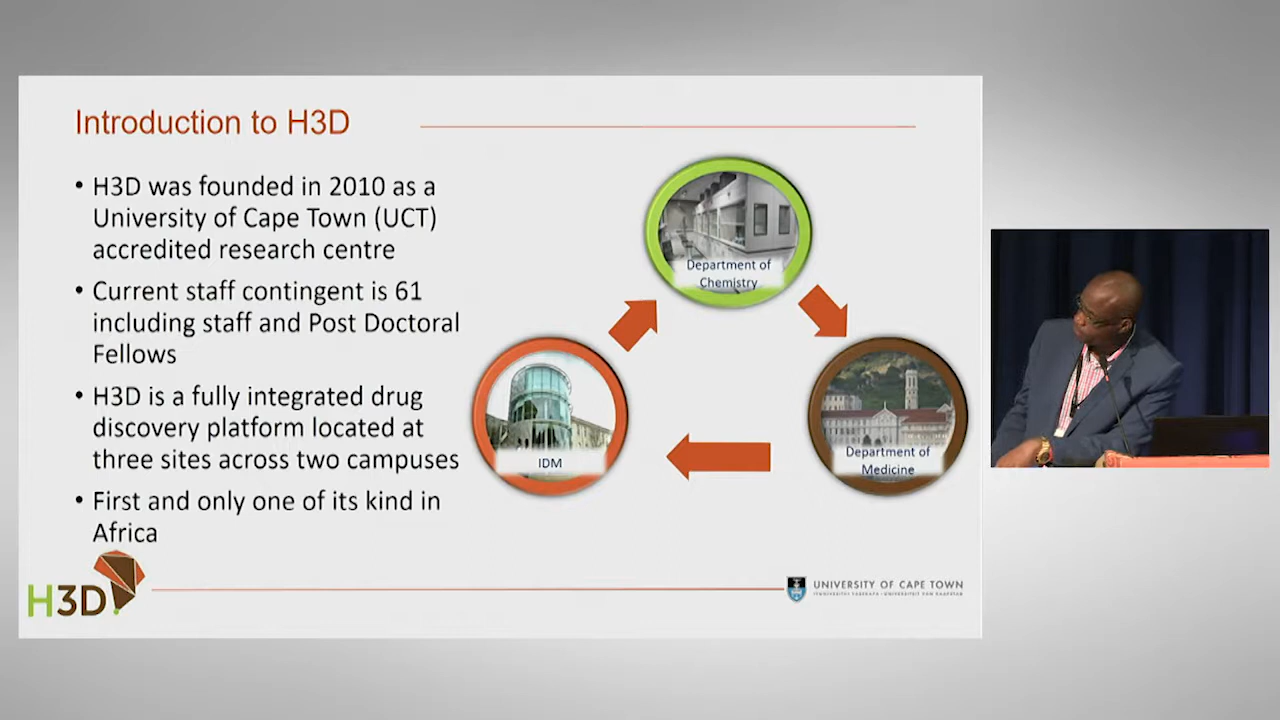 Introduction to H3D
• H3D was founded in 2010 as a
University of Cape Town (UCT)
accredited research centre
• Current staff contingent is 61
including staff and Post Doctoral
Fellows
• H3D is a fully integrated drug
discovery platform located at
three sites across two campuses
• First and only one of its kind in
Africa
Department of
Chemistry
IDM
Department of
Medicine
H3D
UNIVERSITY OF CAPE TOWN